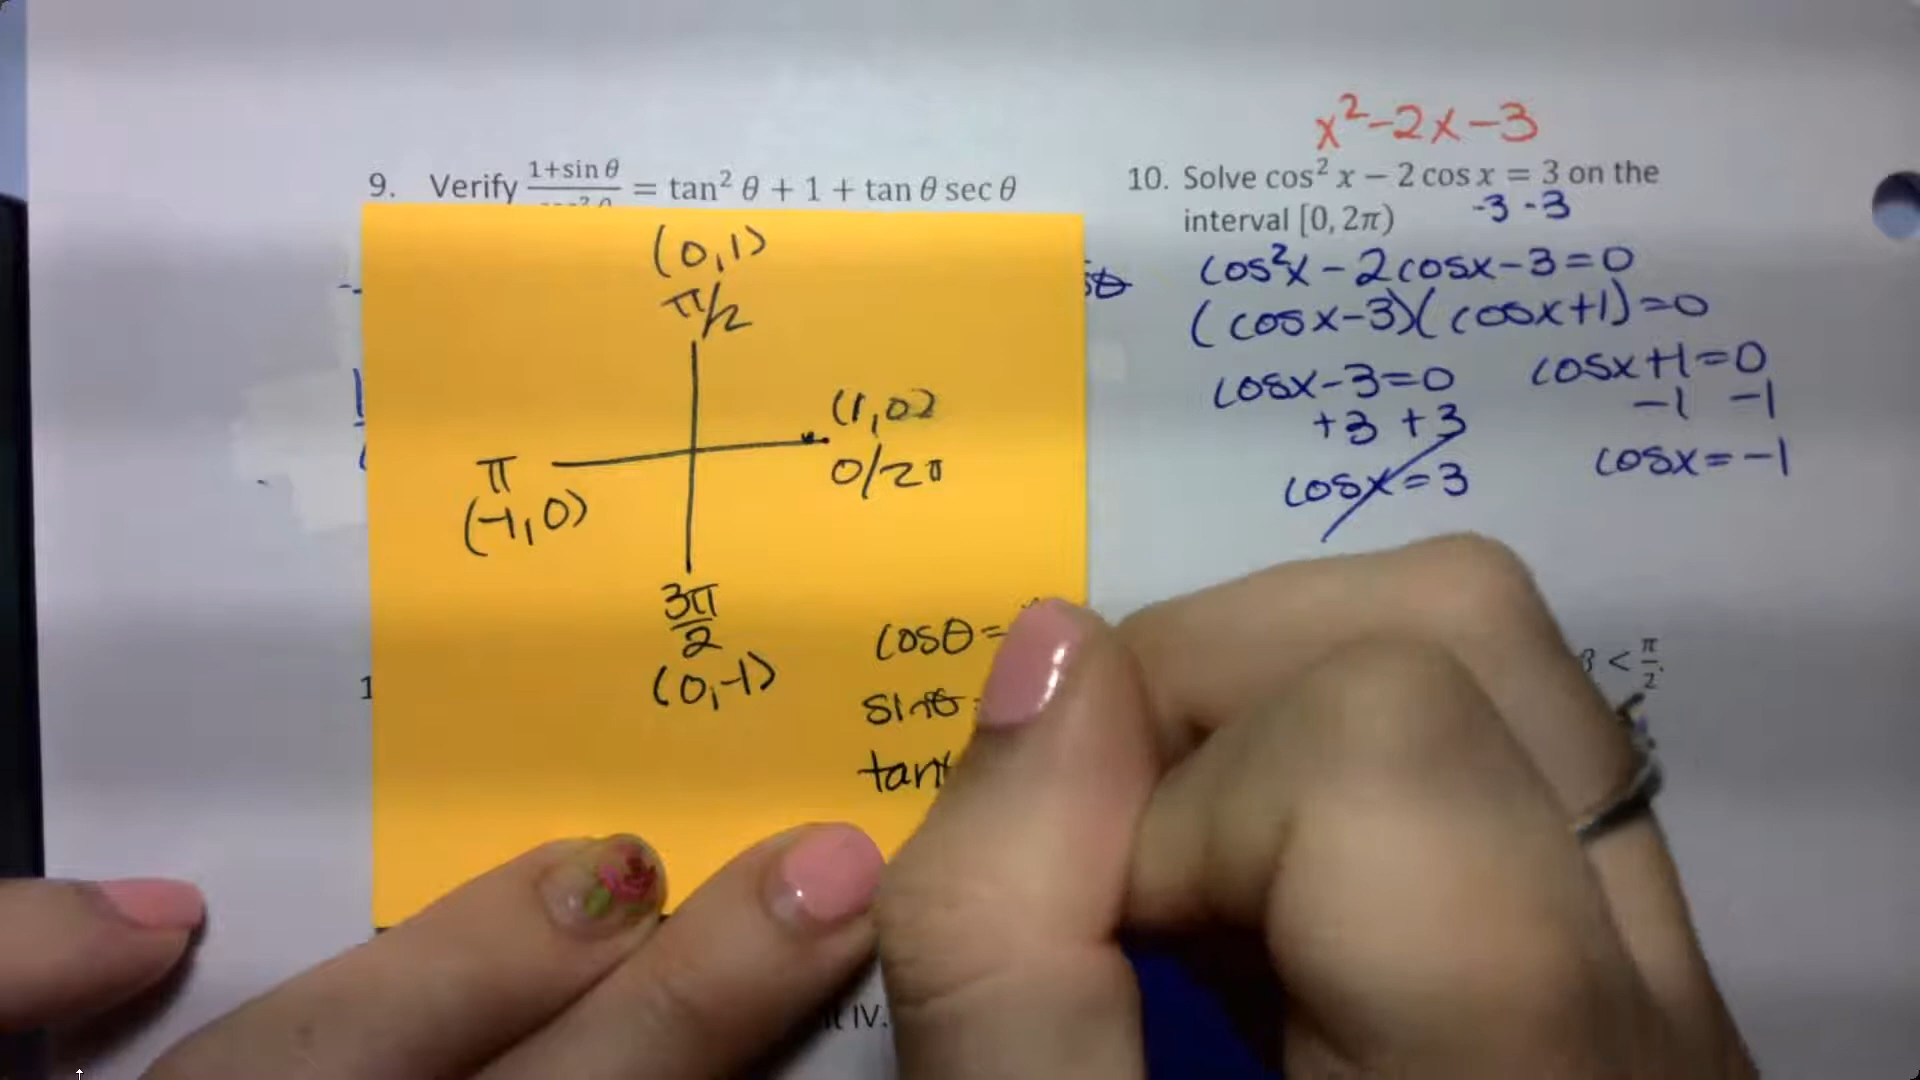 x²-2x-3
9. Verify 1+sin θ / = tan² θ + 1 + tan θ sec θ
10. Solve cos² x − 2 cos x = 3 on the
interval [0, 2π) -3 -3
(0,1)
π/2
(1,0)
0/2π
π
(-1,0)
3π/2
(0,-1)
cosθ=
sinθ
tan
cos²x-2cosx-3=0
(cosx-3)(cosx+1)=0
cosx-3=0 cosx+1=0
+3 +3 -1 -1
cosx=3 cosx=-1
< π/2.
1
IV.